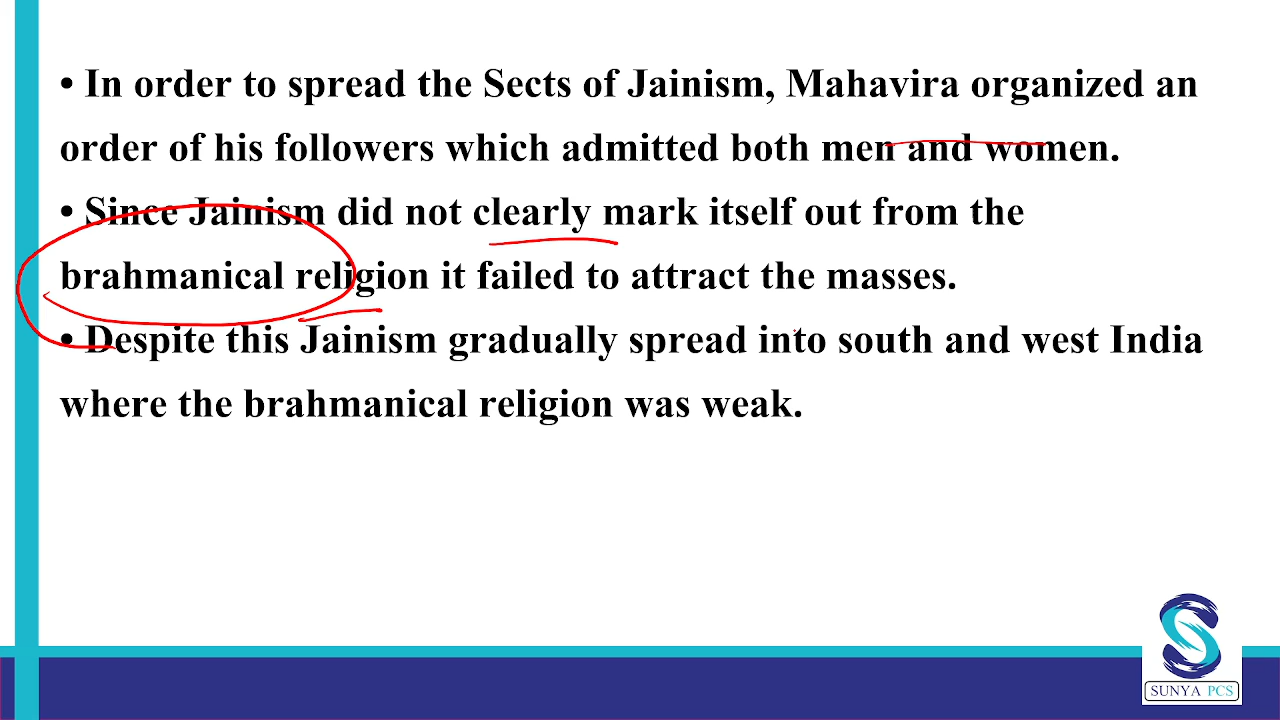 • In order to spread the Sects of Jainism, Mahavira organized an
order of his followers which admitted both men and women.
• Since Jainism did not clearly mark itself out from the
brahmanical religion it failed to attract the masses.
• Despite this Jainism gradually spread into south and west India
where the brahmanical religion was weak.
SUNYA PCS